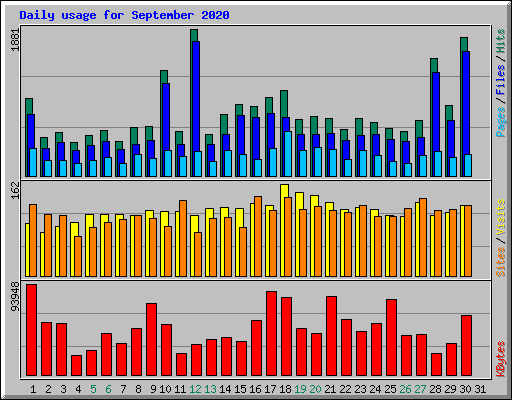 Daily usage for September 2020
1881
Pages / Files / Hits
162
Sites / Visits
93948
KBytes
1 2 3 4 5 6 7 8 9 10 11 12 13 14 15 16 17 18 19 20 21 22 23 24 25 26 27 28 29 30 31